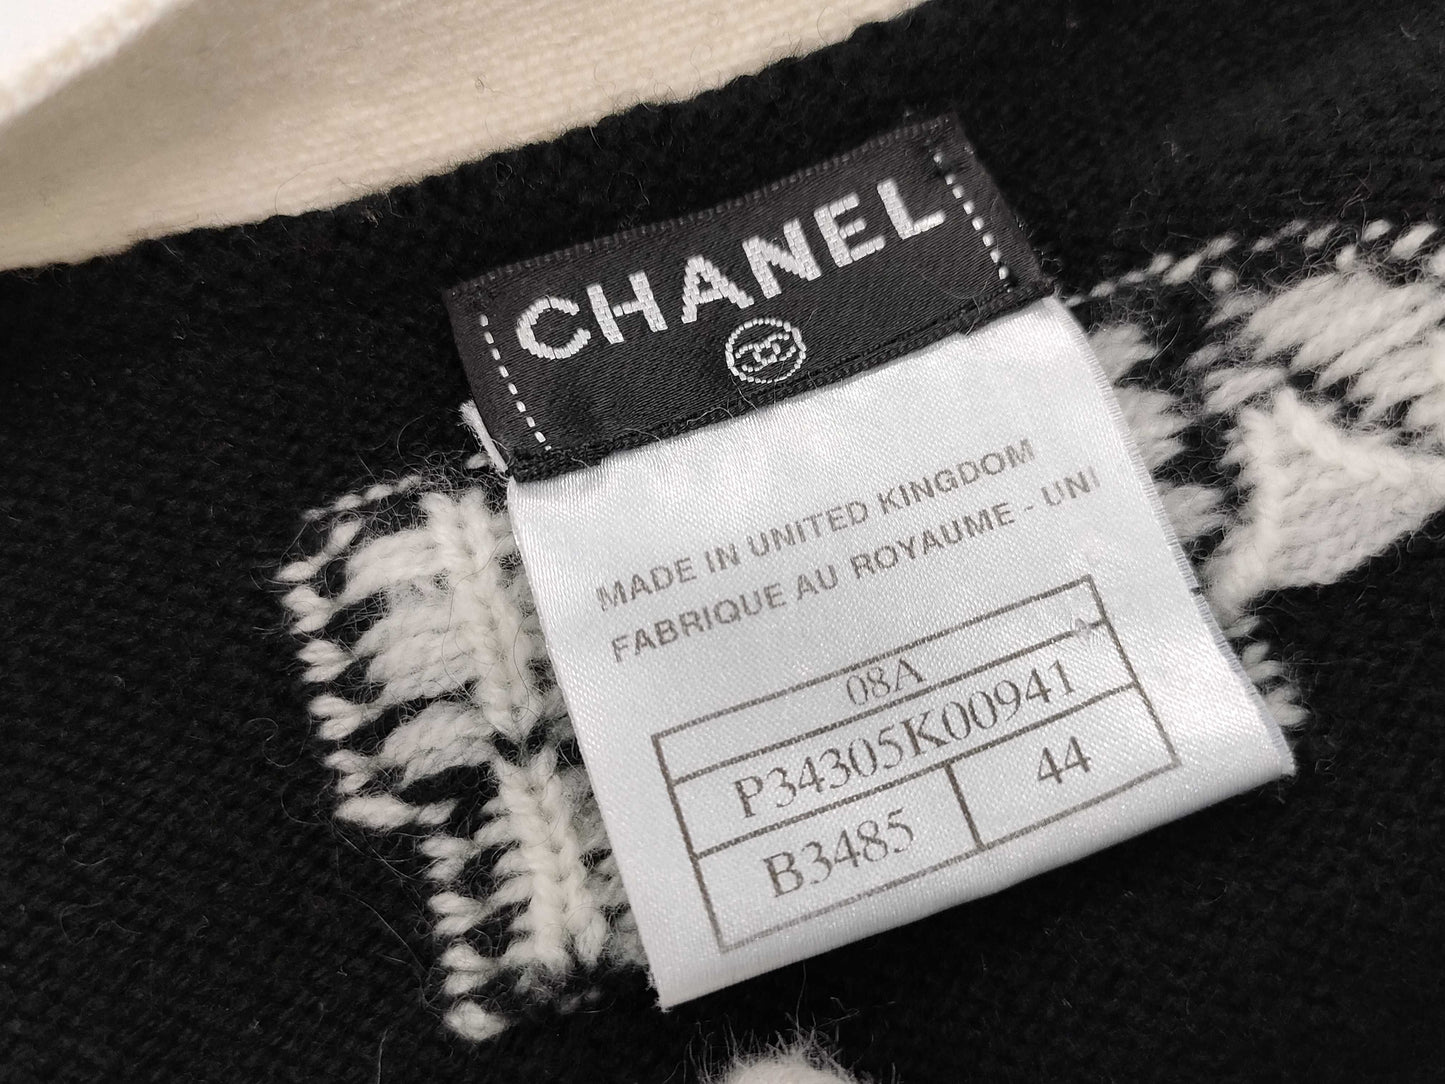 CHANEL
MADE IN UNITED KINGDOM
FABRIQUE AU ROYAUME - UNI
08A
P34305K00941
B3485 44